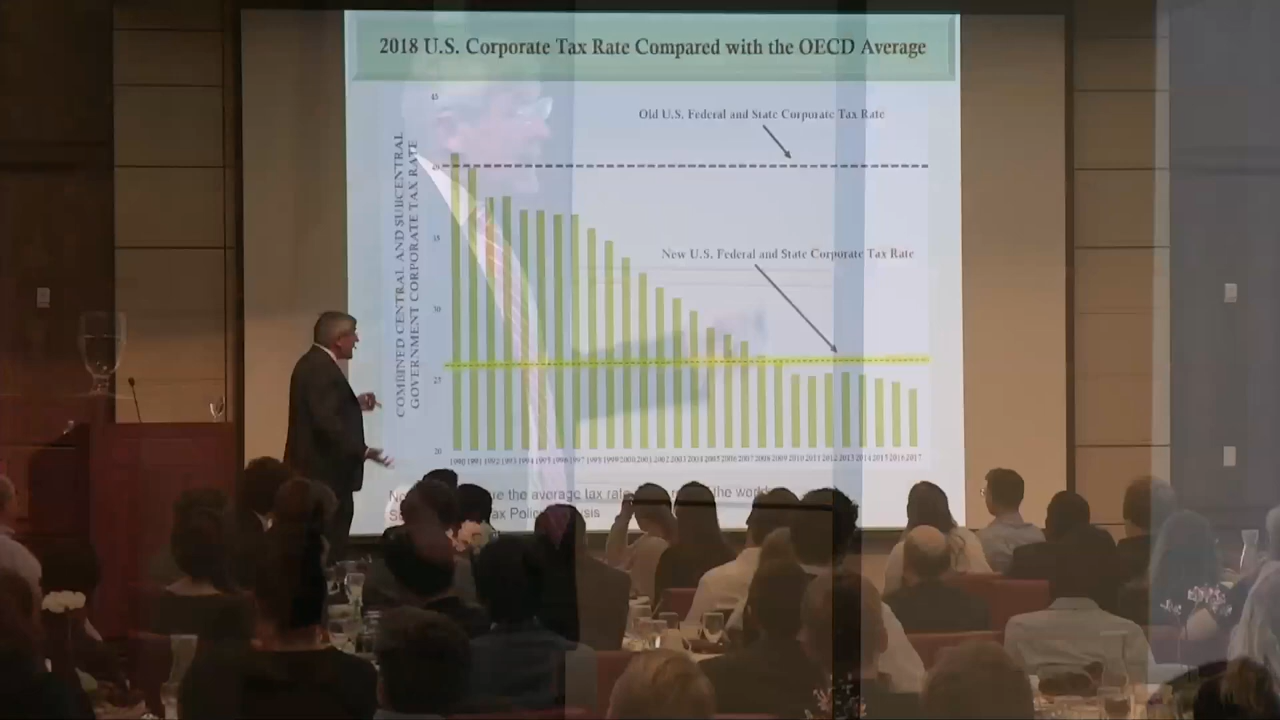 2018 U.S. Corporate Tax Rate Compared with the OECD Average
45
Old U.S. Federal and State Corporate Tax Rate
COMBINED CENTRAL AND SUBCENTRAL
GOVERNMENT CORPORATE TAX RATE
40
35
New U.S. Federal and State Corporate Tax Rate
30
25
20
1990 1991 1992 1993 1994 1995 1996 1997 1998 1999 2000 2001 2002 2003 2004 2005 2006 2007 2008 2009 2010 2011 2012 2013 2014 2015 2016 2017
the average tax rate the world
Tax Policy